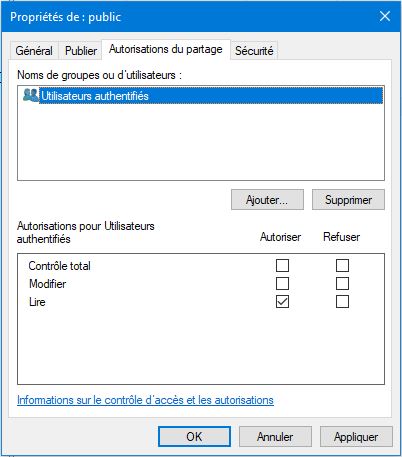 Propriétés de : public
Général Publier Autorisations du partage Sécurité
Noms de groupes ou d'utilisateurs :
Utilisateurs authentifiés
Ajouter... Supprimer
Autorisations pour Utilisateurs
authentifiés Autoriser Refuser
Contrôle total
Modifier
Lire
Informations sur le contrôle d'accès et les autorisations
OK Annuler Appliquer